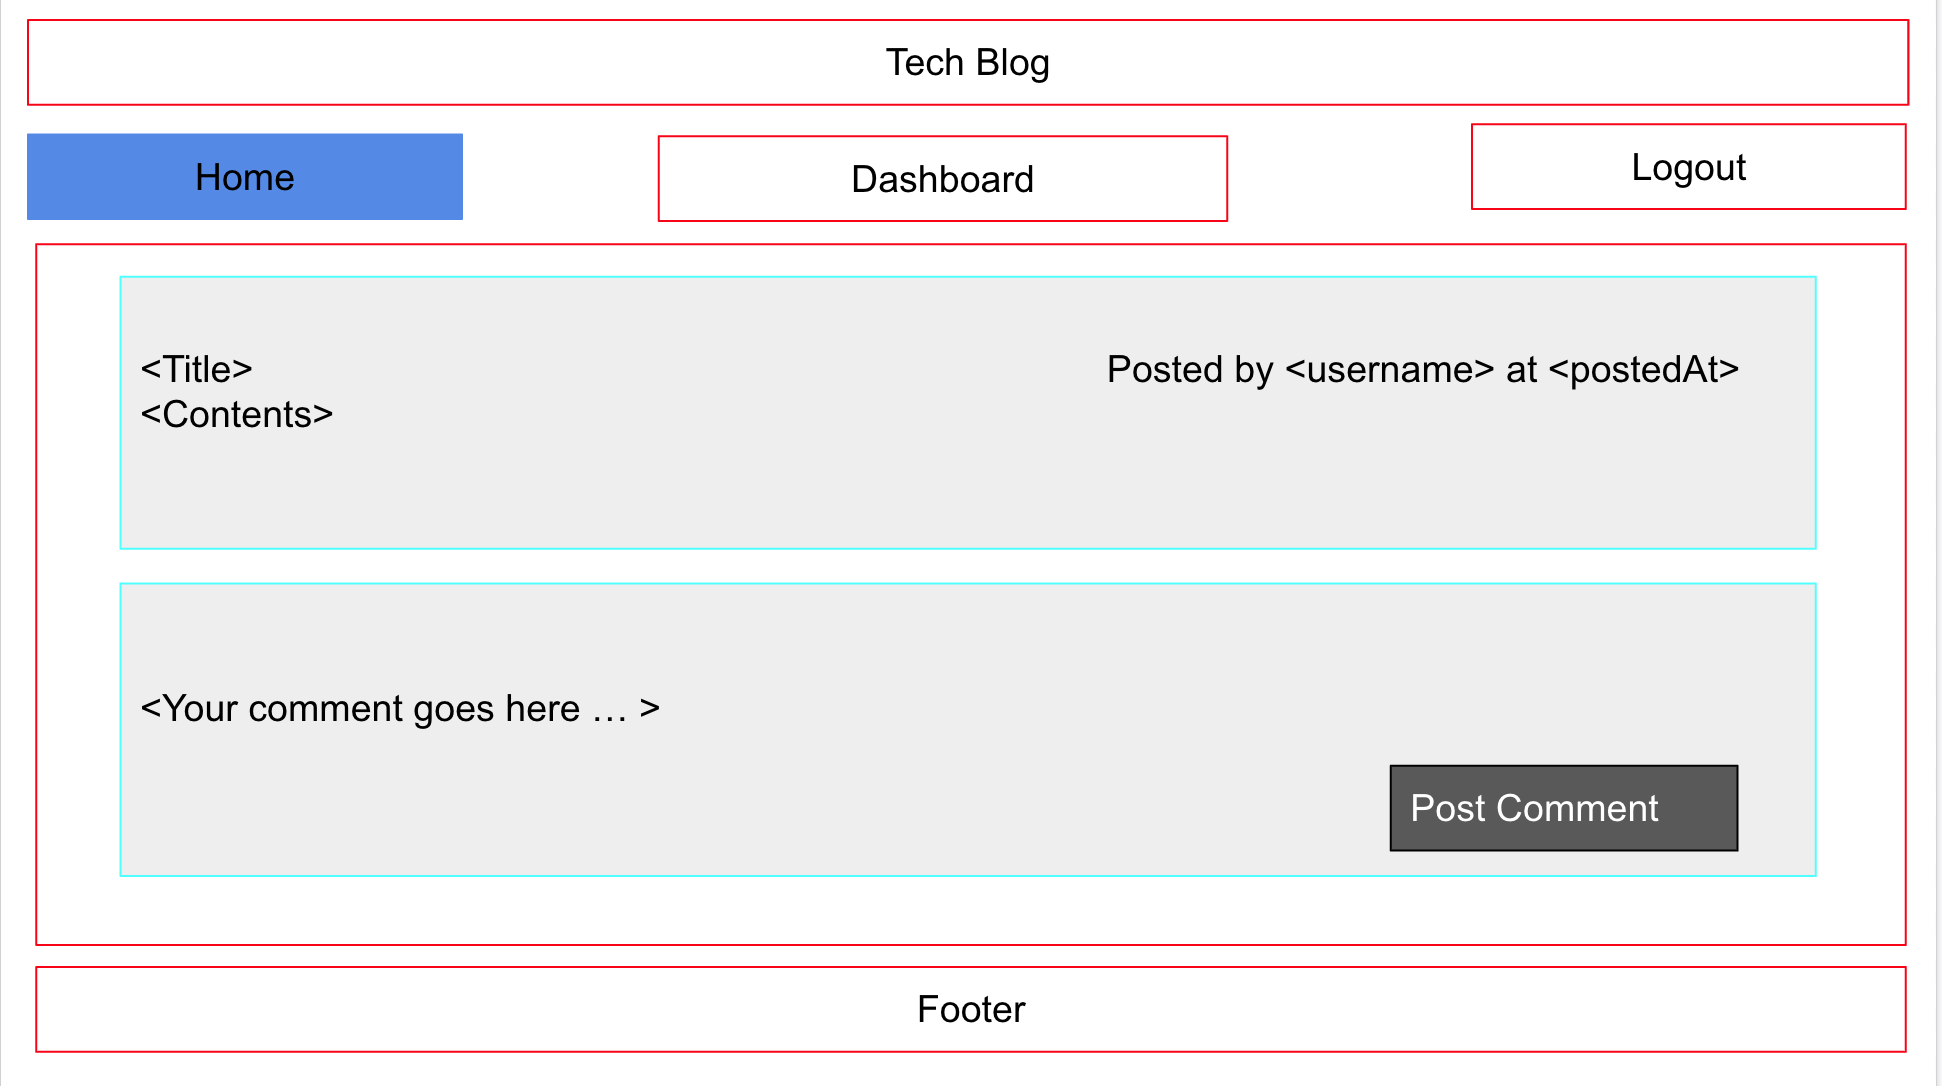 Tech Blog
Home
Dashboard
Logout
<Title> Posted by <username> at <postedAt>
<Contents>
<Your comment goes here … >
Post Comment
Footer